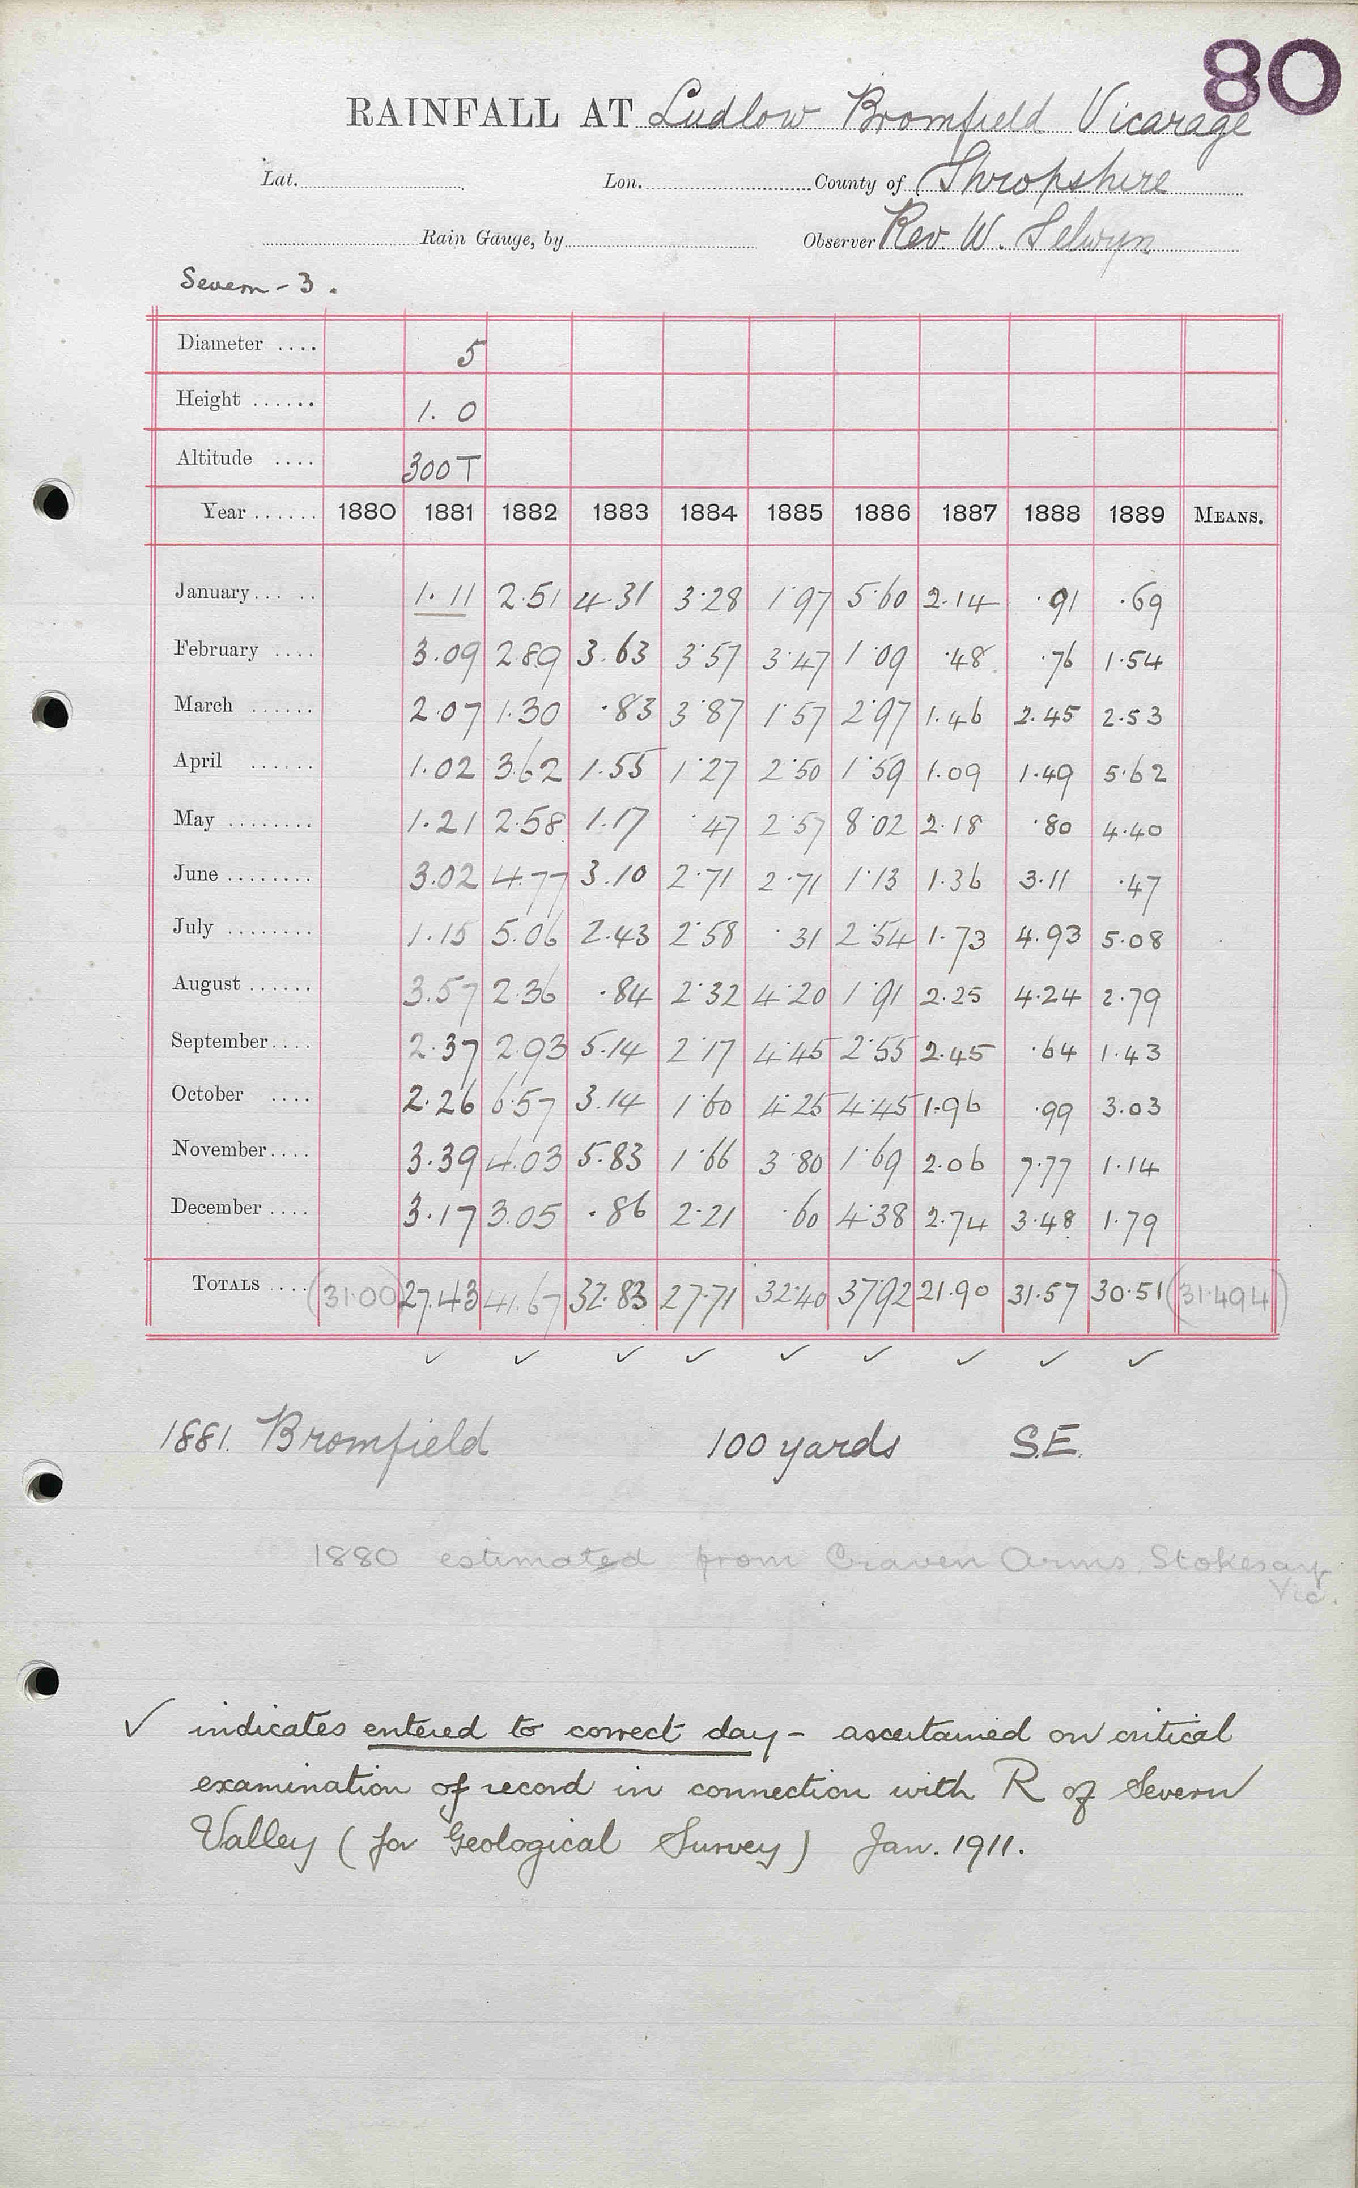 80
RAINFALL AT Ludlow Bromfield Vicarage
Lat. Lon. County of Shropshire
Rain Gauge, by Observer Rev. W. Selwyn
Severn - 3.
Diameter .... 5
Height ...... 1. 0
Altitude .... 300 T
Year ...... 1880 1881 1882 1883 1884 1885 1886 1887 1888 1889 MEANS.
January... .. 1.11 2.51 4.31 3.28 1.97 5.60 2.14 .91 .69
February .... 3.09 2.89 3.63 3.57 3.47 1.09 .48 .76 1.54
March ...... 2.07 1.30 .83 3.87 1.57 2.97 1.46 2.45 2.53
April ...... 1.02 3.62 1.55 1.27 2.50 1.59 1.09 1.49 5.62
May ........ 1.21 2.58 1.17 .47 2.57 8.02 2.18 .80 4.40
June ........ 3.02 4.77 3.10 2.71 2.71 1.13 1.36 3.11 .47
July ........ 1.15 5.06 2.43 2.58 .31 2.54 1.73 4.93 5.08
August ...... 3.57 2.36 .84 2.32 4.20 1.91 2.25 4.24 2.79
September.... 2.37 2.93 5.14 2.17 4.45 2.55 2.45 .64 1.43
October .... 2.26 6.57 3.14 1.60 4.25 4.45 1.96 .99 3.03
November.... 3.39 4.03 5.83 1.66 3.80 1.69 2.06 7.77 1.14
December .... 3.17 3.05 .86 2.21 .60 4.38 2.74 3.48 1.79
TOTALS .... (31.00) 27.43 41.67 32.83 27.71 32.40 37.92 21.90 31.57 30.51 (31.494)
✓ ✓ ✓ ✓ ✓ ✓ ✓ ✓ ✓
1881. Bromfield 100 yards S.E.
1880 estimated from Craven Arms. Stokesay
Vic.
✓ indicates entered to correct day - ascertained on critical
examination of record in connection with R of Severn
Valley (for Geological Survey) Jan. 1911.